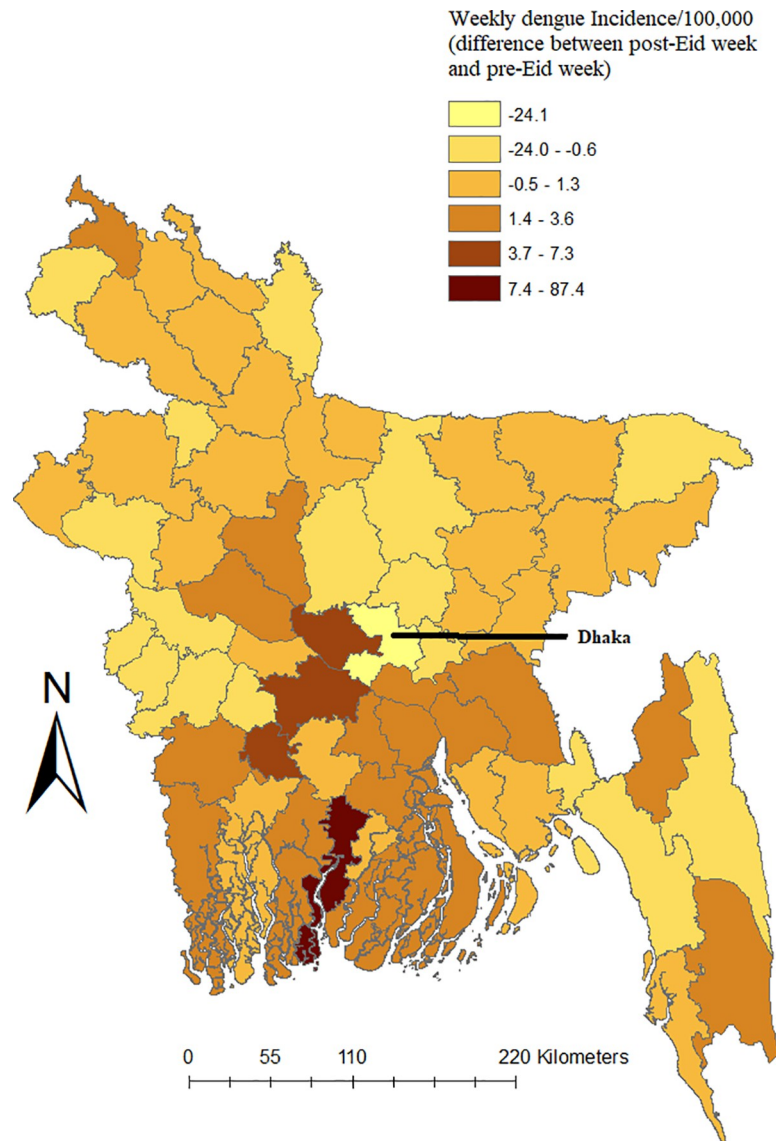 Weekly dengue Incidence/100,000
(difference between post-Eid week
and pre-Eid week)
-24.1
-24.0 - -0.6
-0.5 - 1.3
1.4 - 3.6
3.7 - 7.3
7.4 - 87.4
Dhaka
N
0 55 110 220 Kilometers